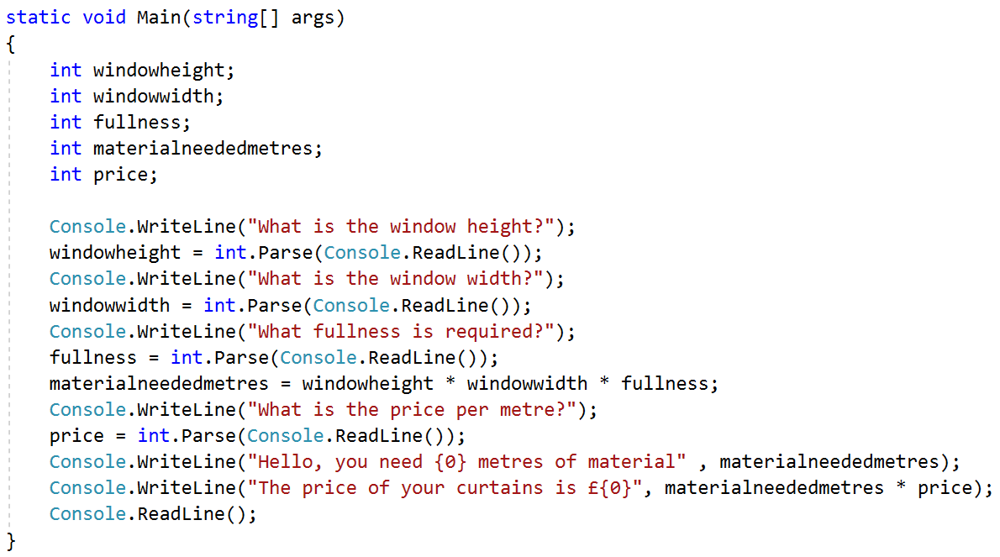 static void Main(string[] args)
{
    int windowheight;
    int windowwidth;
    int fullness;
    int materialneededmetres;
    int price;

    Console.WriteLine("What is the window height?");
    windowheight = int.Parse(Console.ReadLine());
    Console.WriteLine("What is the window width?");
    windowwidth = int.Parse(Console.ReadLine());
    Console.WriteLine("What fullness is required?");
    fullness = int.Parse(Console.ReadLine());
    materialneededmetres = windowheight * windowwidth * fullness;
    Console.WriteLine("What is the price per metre?");
    price = int.Parse(Console.ReadLine());
    Console.WriteLine("Hello, you need {0} metres of material" , materialneededmetres);
    Console.WriteLine("The price of your curtains is £{0}", materialneededmetres * price);
    Console.ReadLine();
}